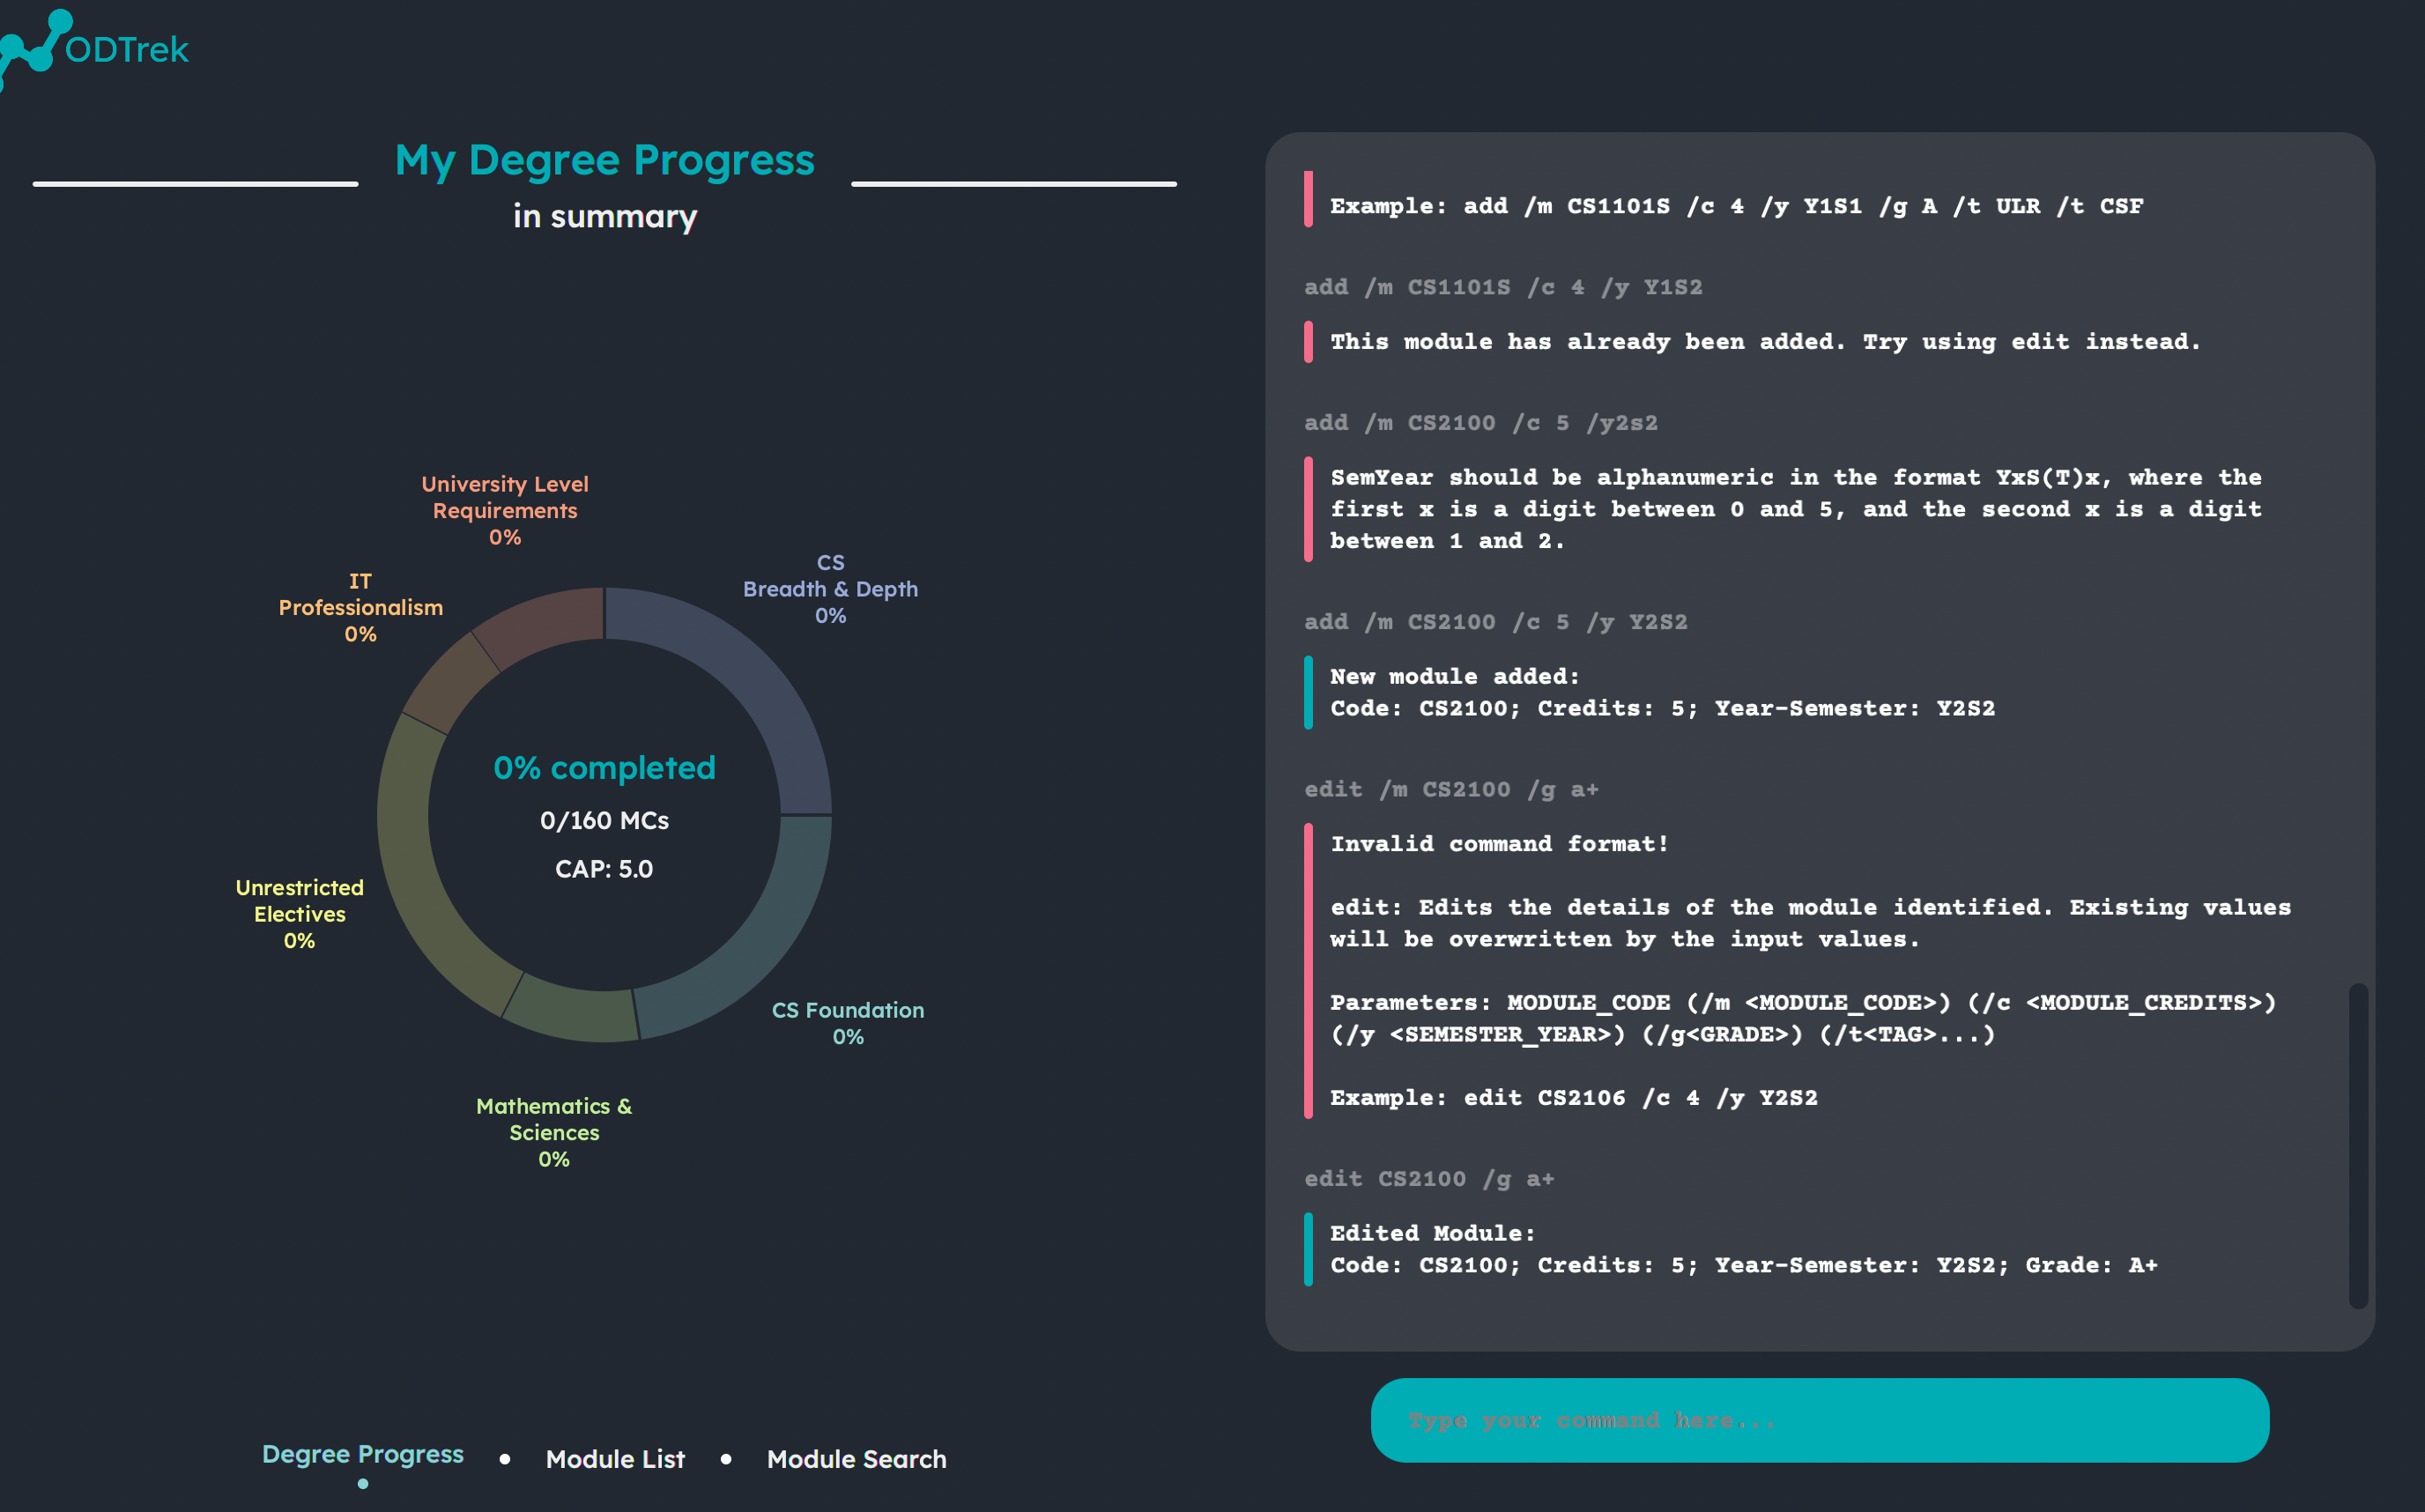 ODTrek
My Degree Progress
in summary
University Level
Requirements
0%
CS
Breadth & Depth
0%
IT
Professionalism
0%
0% completed
0/160 MCs
CAP: 5.0
Unrestricted
Electives
0%
CS Foundation
0%
Mathematics &
Sciences
0%
Degree Progress
Module List
Module Search
Example: add /m CS1101S /c 4 /y Y1S1 /g A /t ULR /t CSF
add /m CS1101S /c 4 /y Y1S2
This module has already been added. Try using edit instead.
add /m CS2100 /c 5 /y2s2
SemYear should be alphanumeric in the format YxS(T)x, where the
first x is a digit between 0 and 5, and the second x is a digit
between 1 and 2.
add /m CS2100 /c 5 /y Y2S2
New module added:
Code: CS2100; Credits: 5; Year-Semester: Y2S2
edit /m CS2100 /g a+
Invalid command format!
edit: Edits the details of the module identified. Existing values
will be overwritten by the input values.
Parameters: MODULE_CODE (/m <MODULE_CODE>) (/c <MODULE_CREDITS>)
(/y <SEMESTER_YEAR>) (/g<GRADE>) (/t<TAG>...)
Example: edit CS2106 /c 4 /y Y2S2
edit CS2100 /g a+
Edited Module:
Code: CS2100; Credits: 5; Year-Semester: Y2S2; Grade: A+
Type your command here...